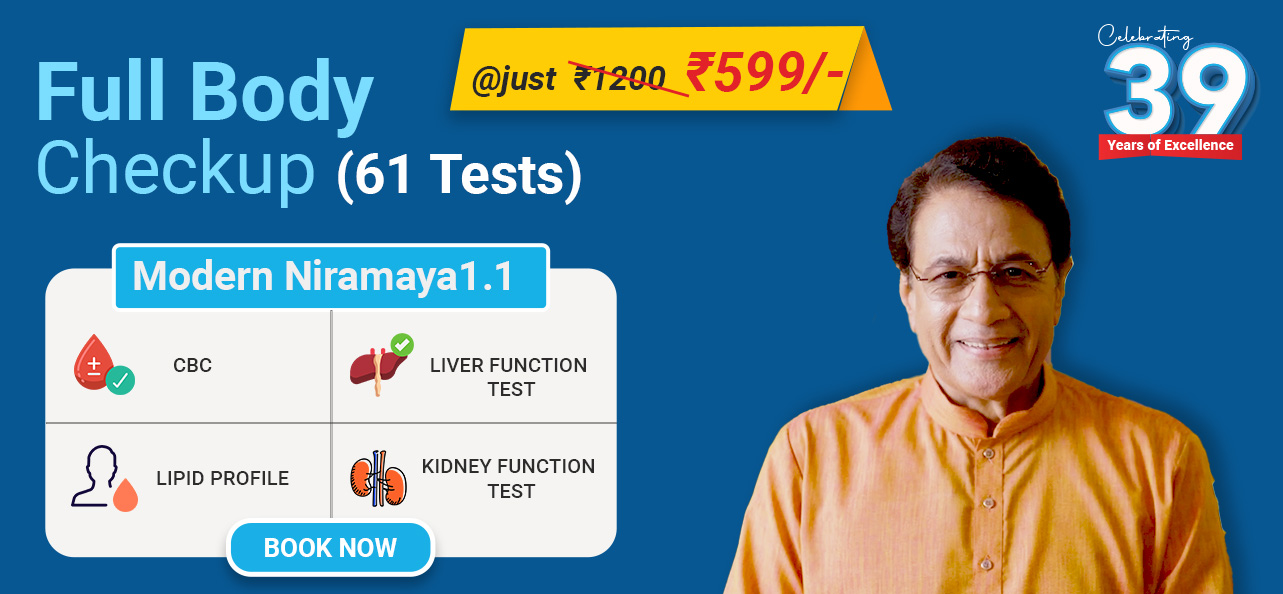 Full Body
Checkup (61 Tests)
@just ₹1200 ₹599/-
Celebrating
39
Years of Excellence
Modern Niramaya1.1
CBC
LIVER FUNCTION
TEST
LIPID PROFILE
KIDNEY FUNCTION
TEST
BOOK NOW